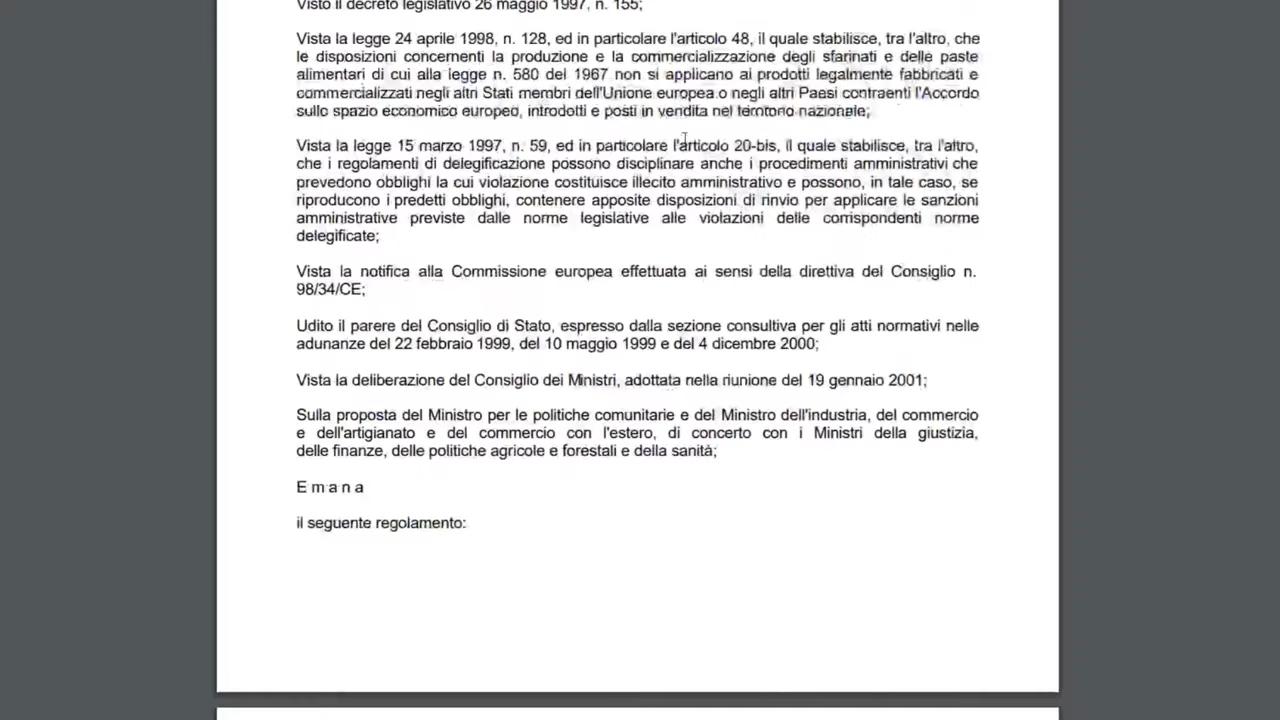 Visto il decreto legislativo 26 maggio 1997, n. 155;
Vista la legge 24 aprile 1998, n. 128, ed in particolare l'articolo 48, il quale stabilisce, tra l'altro, che
le disposizioni concernenti la produzione e la commercializzazione degli sfarinati e delle paste
alimentari di cui alla legge n. 580 del 1967 non si applicano ai prodotti legalmente fabbricati e
commercializzati negli altri Stati membri dell'Unione europea o negli altri Paesi contraenti l'Accordo
sullo spazio economico europeo, introdotti e posti in vendita nel territorio nazionale;
Vista la legge 15 marzo 1997, n. 59, ed in particolare l'articolo 20-bis, il quale stabilisce, tra l'altro,
che i regolamenti di delegificazione possono disciplinare anche i procedimenti amministrativi che
prevedono obblighi la cui violazione costituisce illecito amministrativo e possono, in tale caso, se
riproducono i predetti obblighi, contenere apposite disposizioni di rinvio per applicare le sanzioni
amministrative previste dalle norme legislative alle violazioni delle corrispondenti norme
delegificate;
Vista la notifica alla Commissione europea effettuata ai sensi della direttiva del Consiglio n.
98/34/CE;
Udito il parere del Consiglio di Stato, espresso dalla sezione consultiva per gli atti normativi nelle
adunanze del 22 febbraio 1999, del 10 maggio 1999 e del 4 dicembre 2000;
Vista la deliberazione del Consiglio dei Ministri, adottata nella riunione del 19 gennaio 2001;
Sulla proposta del Ministro per le politiche comunitarie e del Ministro dell'industria, del commercio
e dell'artigianato e del commercio con l'estero, di concerto con i Ministri della giustizia,
delle finanze, delle politiche agricole e forestali e della sanità;
E m a n a
il seguente regolamento: